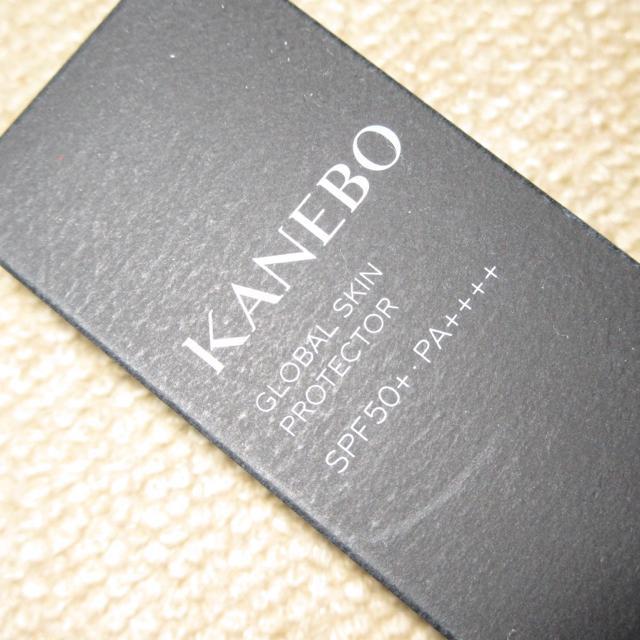 KANEBO
GLOBAL SKIN
PROTECTOR
SPF50+・PA++++